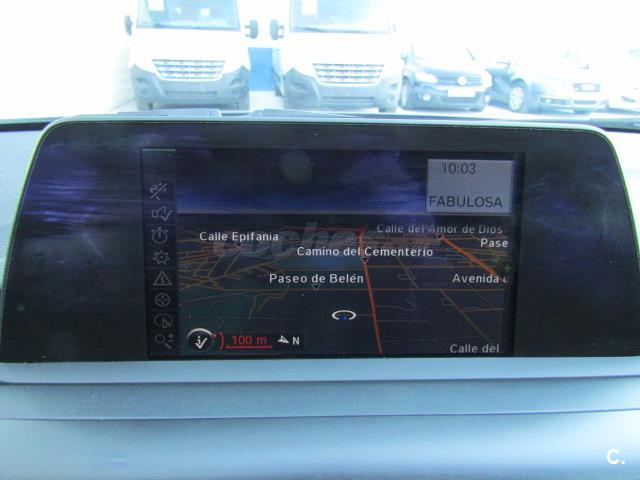 10:03
FABULOSA
Calle del Amor de Dios
Calle Epifania
Pase
Camino del Cementerio
Paseo de Belén
Avenida
100 m
N
Calle del
C.